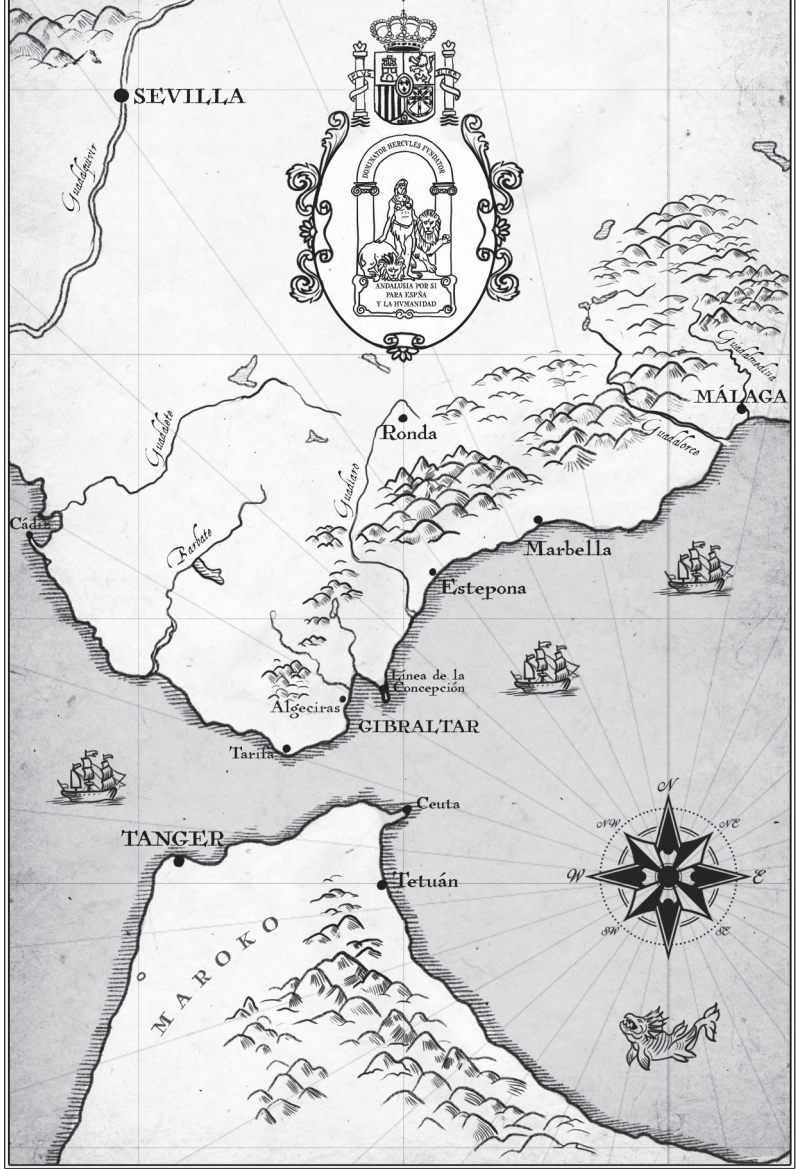 PLVS
VLTRA
SEVILLA
Guadalquivir
DOMINATOR HERCVLES FVNDATOR
ANDALUSIA POR SI
PARA ESPÑA
Y LA HVMANIDAD
Guadalmedina
MÁLAGA
Guadalorce
Guadalete
Ronda
Guadiaro
Cádiz
Barbate
Marbella
Estepona
Línea de la
Concepción
Algeciras
GIBRALTAR
Tarifa
Ceuta
TANGER
Tetuán
MAROKO
N
NW
NE
W
E
SW
SE